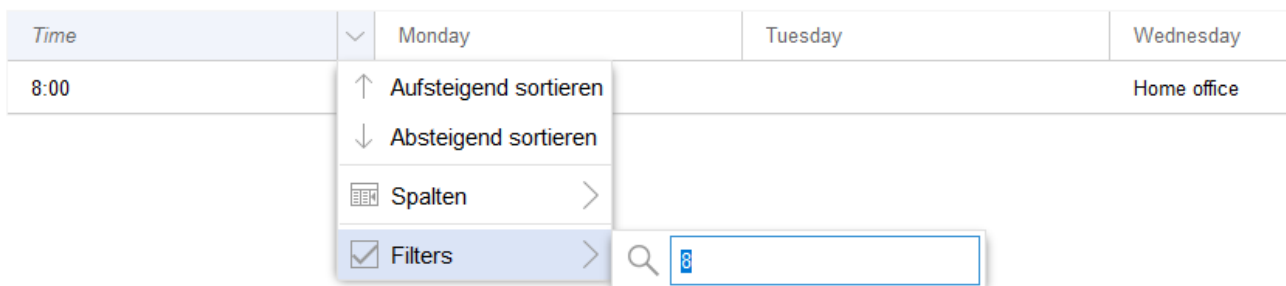 Time Monday Tuesday Wednesday
8:00 Home office
Aufsteigend sortieren
Absteigend sortieren
Spalten
Filters 8